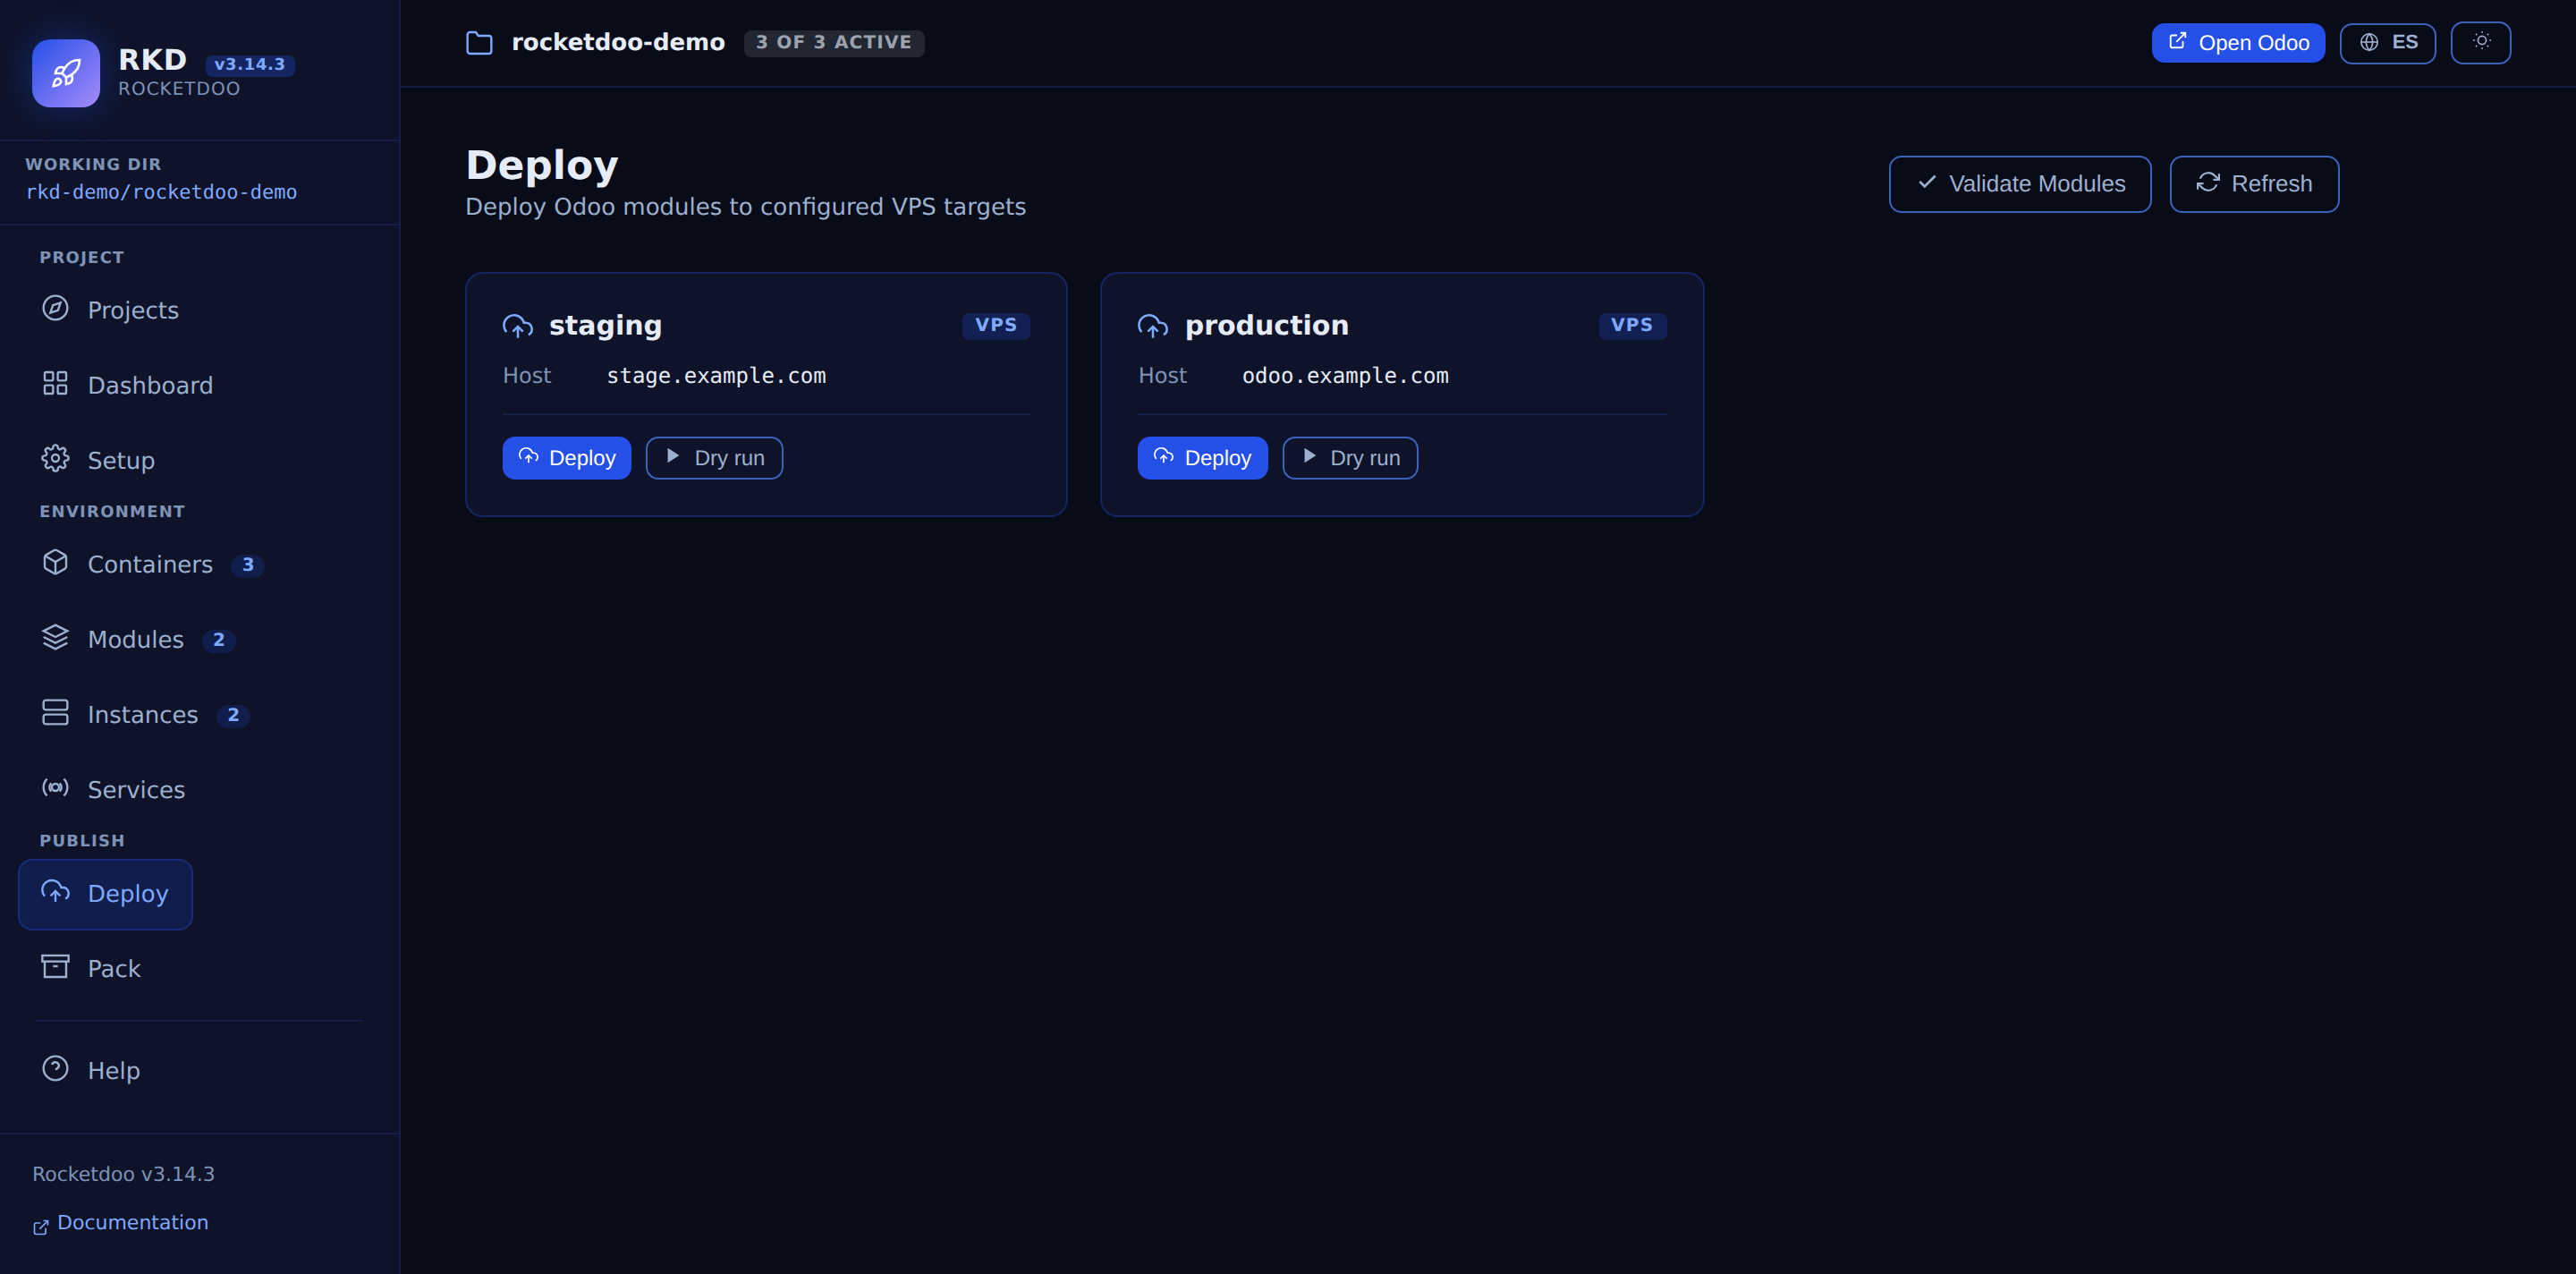 RKD v3.14.3
ROCKETDOO
WORKING DIR
rkd-demo/rocketdoo-demo
PROJECT
Projects
Dashboard
Setup
ENVIRONMENT
Containers 3
Modules 2
Instances 2
Services
PUBLISH
Deploy
Pack
Help
Rocketdoo v3.14.3
Documentation
rocketdoo-demo 3 OF 3 ACTIVE
Open Odoo ES
Deploy
Deploy Odoo modules to configured VPS targets
Validate Modules Refresh
staging VPS
Host stage.example.com
Deploy Dry run
production VPS
Host odoo.example.com
Deploy Dry run